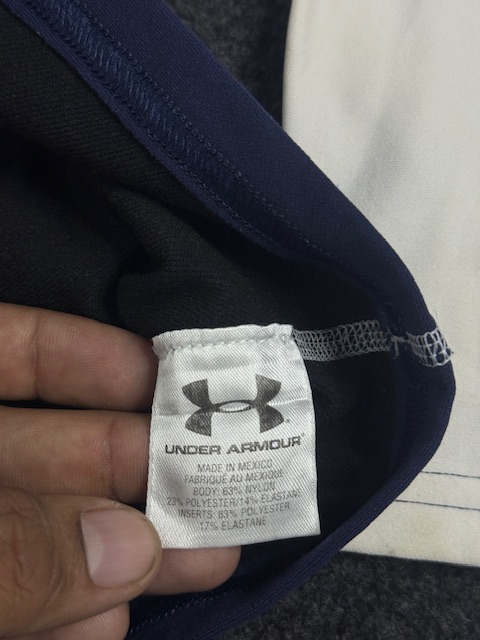 UNDER ARMOUR
MADE IN MEXICO
FABRIQUÉ AU MEXIQUE
BODY: 63% NYLON
23% POLYESTER/14% ELASTANE
INSERTS: 83% POLYESTER
17% ELASTANE